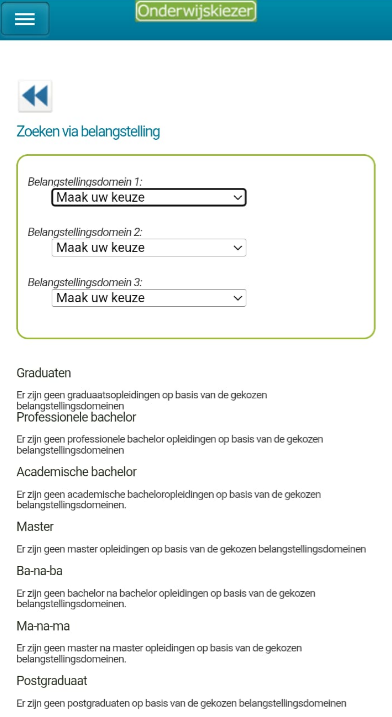 Onderwijskiezer
Zoeken via belangstelling
Belangstellingsdomein 1:
Maak uw keuze
Belangstellingsdomein 2:
Maak uw keuze
Belangstellingsdomein 3:
Maak uw keuze
Graduaten
Er zijn geen graduaatsopleidingen op basis van de gekozen
belangstellingsdomeinen
Professionele bachelor
Er zijn geen professionele bachelor opleidingen op basis van de gekozen
belangstellingsdomeinen
Academische bachelor
Er zijn geen academische bacheloropleidingen op basis van de gekozen
belangstellingsdomeinen.
Master
Er zijn geen master opleidingen op basis van de gekozen belangstellingsdomeinen
Ba-na-ba
Er zijn geen bachelor na bachelor opleidingen op basis van de gekozen
belangstellingsdomeinen.
Ma-na-ma
Er zijn geen master na master opleidingen op basis van de gekozen
belangstellingsdomeinen.
Postgraduaat
Er zijn geen postgraduaten op basis van de gekozen belangstellingsdomeinen